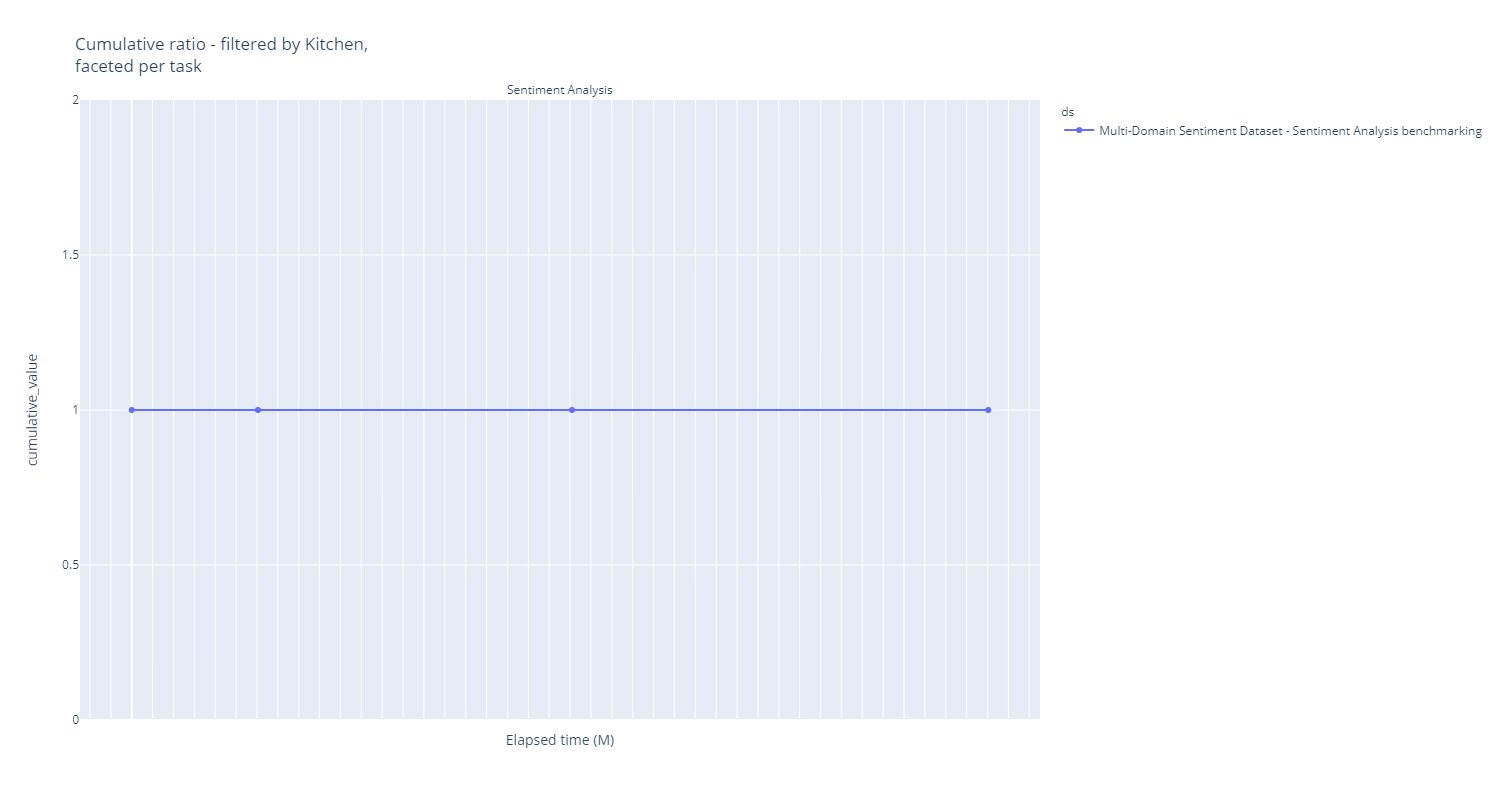 Cumulative ratio - filtered by Kitchen,
faceted per task
Sentiment Analysis
ds
Multi-Domain Sentiment Dataset - Sentiment Analysis benchmarking
2
1.5
1
0.5
0
cumulative_value
Elapsed time (M)